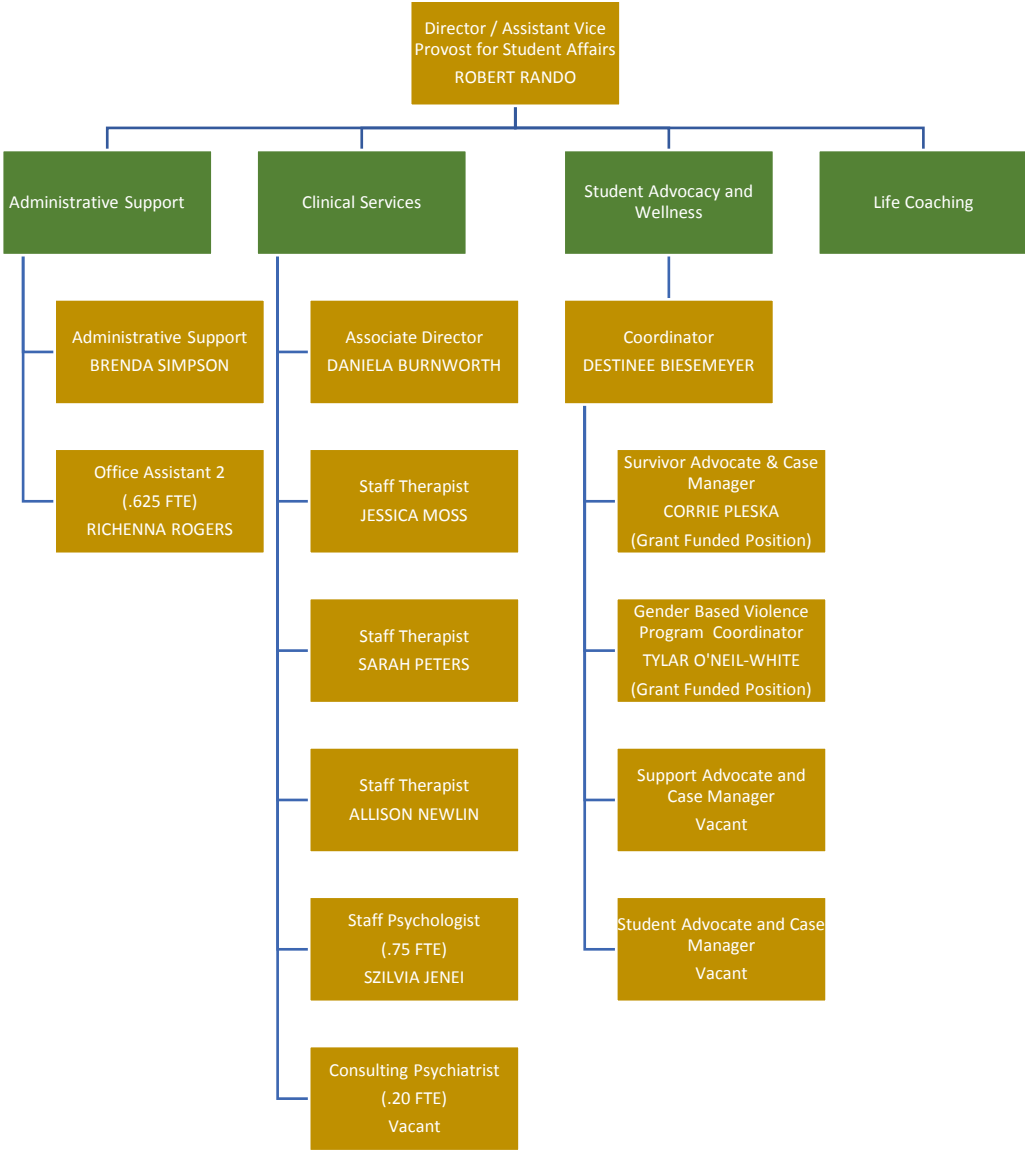 Director / Assistant Vice
Provost for Student Affairs
ROBERT RANDO
Administrative Support
Clinical Services
Student Advocacy and
Wellness
Life Coaching
Administrative Support
BRENDA SIMPSON
Office Assistant 2
(.625 FTE)
RICHENNA ROGERS
Associate Director
DANIELA BURNWORTH
Staff Therapist
JESSICA MOSS
Staff Therapist
SARAH PETERS
Staff Therapist
ALLISON NEWLIN
Staff Psychologist
(.75 FTE)
SZILVIA JENEI
Consulting Psychiatrist
(.20 FTE)
Vacant
Coordinator
DESTINEE BIESEMEYER
Survivor Advocate & Case
Manager
CORRIE PLESKA
(Grant Funded Position)
Gender Based Violence
Program  Coordinator
TYLAR O'NEIL-WHITE
(Grant Funded Position)
Support Advocate and
Case Manager
Vacant
Student Advocate and Case
Manager
Vacant